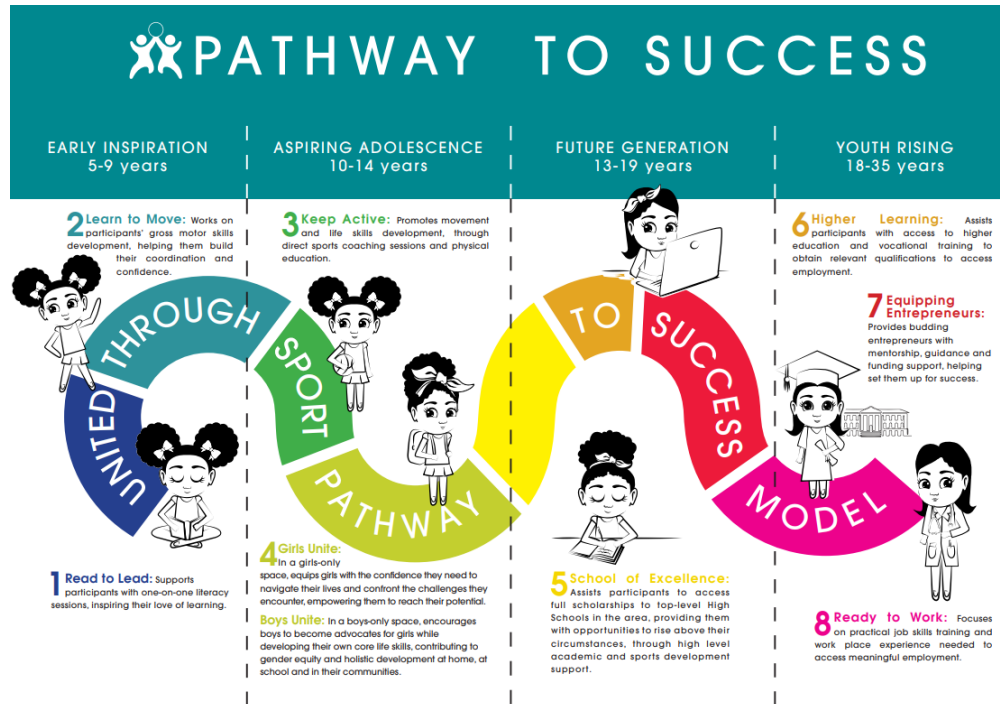 PATHWAY TO SUCCESS
EARLY INSPIRATION
5-9 years
ASPIRING ADOLESCENCE
10-14 years
FUTURE GENERATION
13-19 years
YOUTH RISING
18-35 years
2 Learn to Move: Works on
participants' gross motor skills
development, helping them build
their coordination and
confidence.
3 Keep Active: Promotes movement
and life skills development, through
direct sports coaching sessions and physical
education.
6 Higher Learning: Assists
participants with access to higher
education and vocational training to
obtain relevant qualifications to access
employment.
7 Equipping
Entrepreneurs:
Provides budding
entrepreneurs with
mentorship, guidance and
funding support, helping
set them up for success.
UNITED
THROUGH
SPORT
PATHWAY
TO
SUCCESS
MODEL
1 Read to Lead: Supports
participants with one-on-one literacy
sessions, inspiring their love of learning.
4 Girls Unite:
In a girls-only
space, equips girls with the confidence they need to
navigate their lives and confront the challenges they
encounter, empowering them to reach their potential.
Boys Unite: In a boys-only space, encourages
boys to become advocates for girls while
developing their own core life skills, contributing to
gender equity and holistic development at home, at
school and in their communities.
5 School of Excellence:
Assists participants to access
full scholarships to top-level High
Schools in the area, providing them
with opportunities to rise above their
circumstances, through high level
academic and sports development
support.
8 Ready to Work: Focuses
on practical job skills training and
work place experience needed to
access meaningful employment.